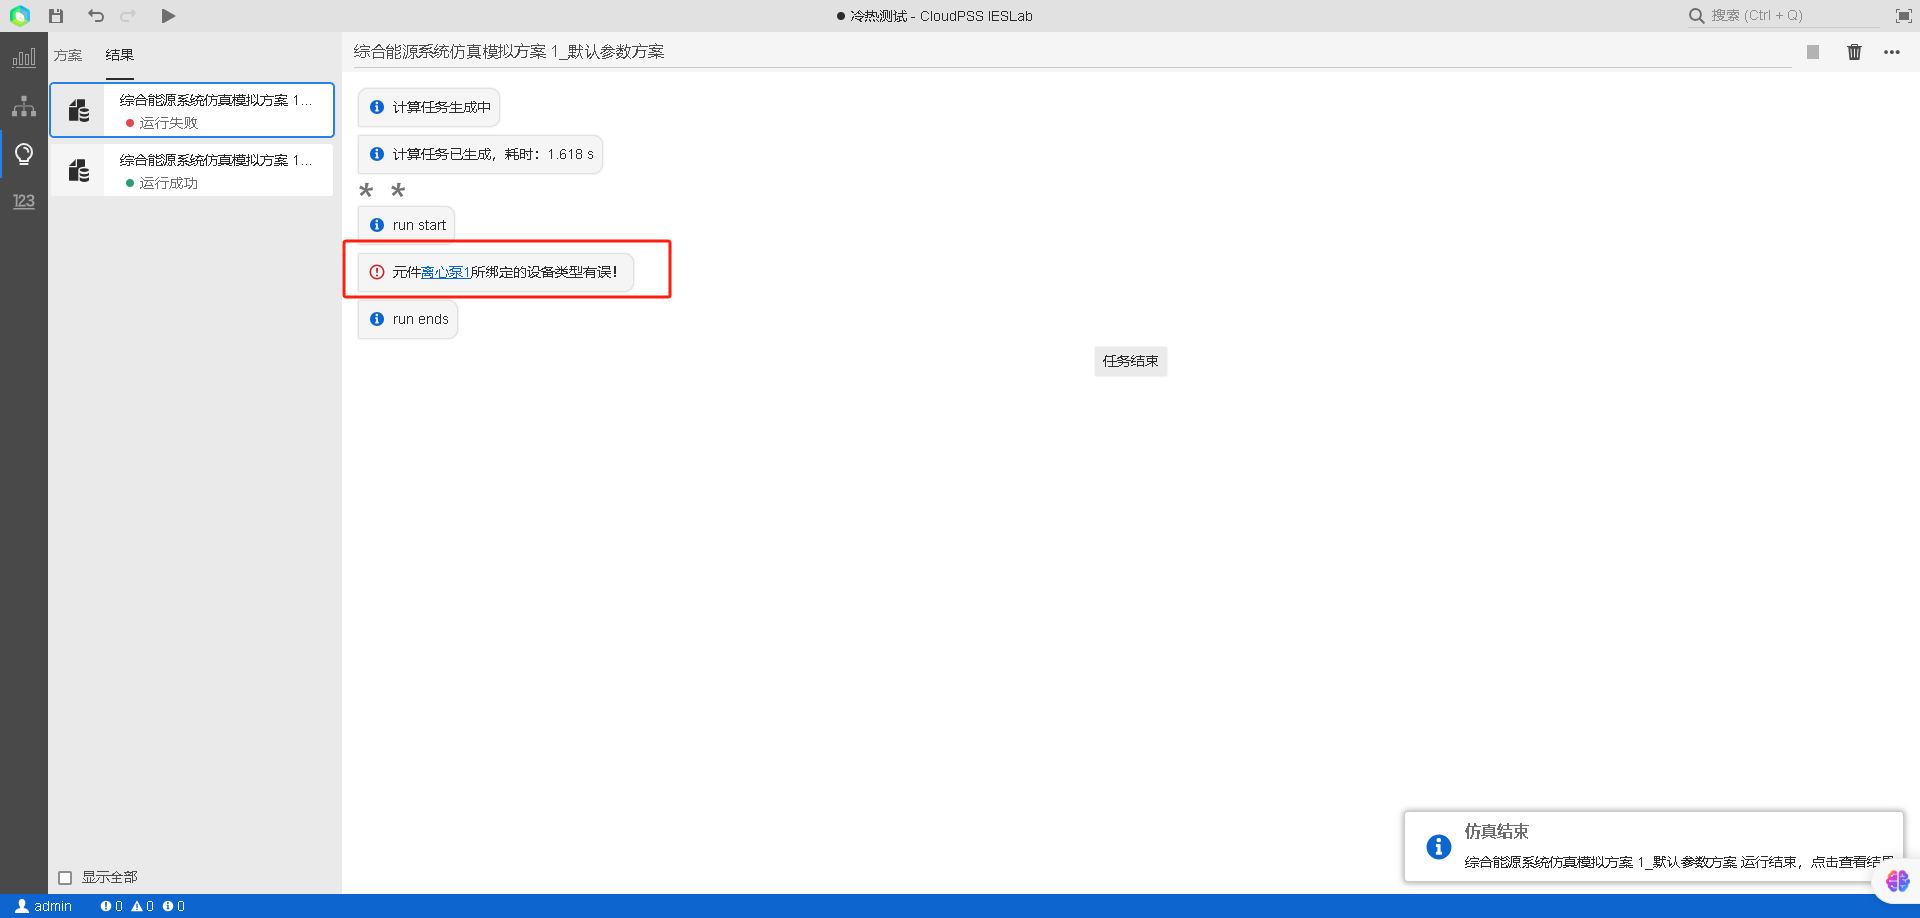 ● 冷热测试 - CloudPSS IESLab
搜索 (Ctrl + Q)
方案
结果
综合能源系统仿真模拟方案 1...
运行失败
综合能源系统仿真模拟方案 1...
运行成功
123
显示全部
综合能源系统仿真模拟方案 1_默认参数方案
计算任务生成中
计算任务已生成，耗时：1.618 s
* *
run start
元件离心泵1所绑定的设备类型有误！
run ends
任务结束
仿真结束
综合能源系统仿真模拟方案 1_默认参数方案 运行结束，点击查看结果
admin
0 0 0